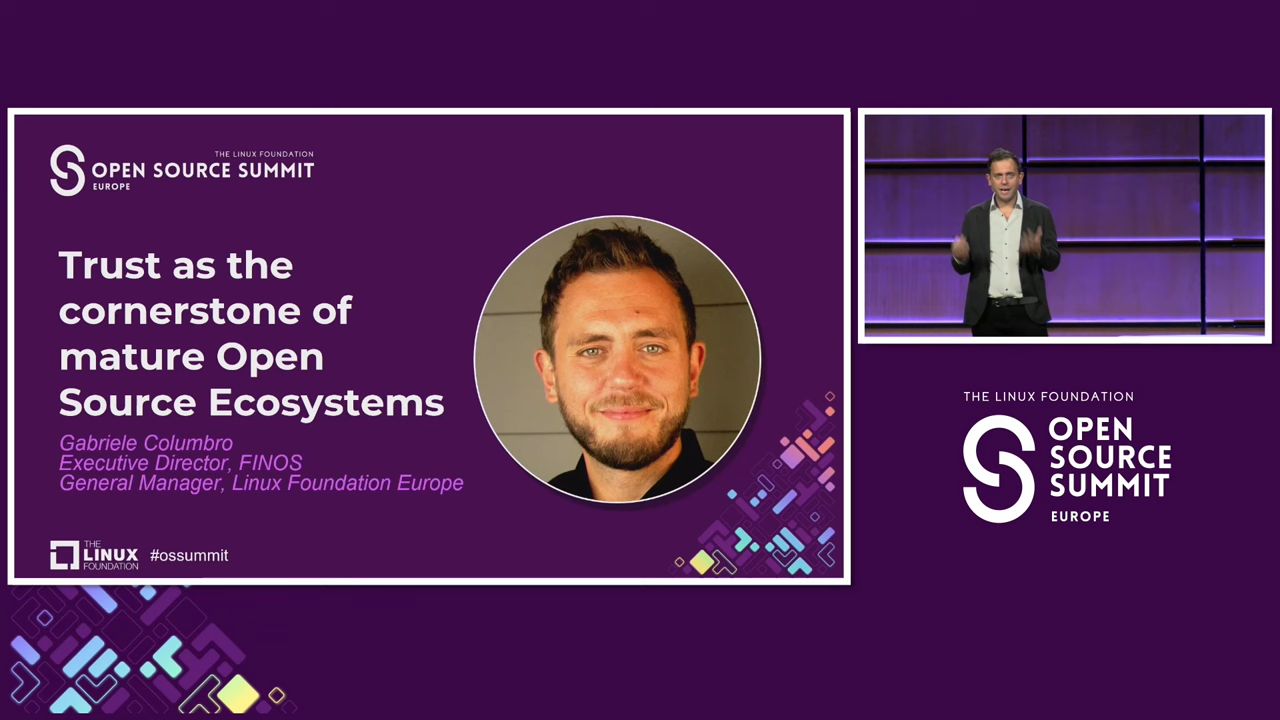 THE LINUX FOUNDATION
OPEN SOURCE SUMMIT
EUROPE
Trust as the
cornerstone of
mature Open
Source Ecosystems
Gabriele Columbro
Executive Director, FINOS
General Manager, Linux Foundation Europe
THE
LINUX
FOUNDATION
#ossummit
THE LINUX FOUNDATION
OPEN
SOURCE
SUMMIT
EUROPE